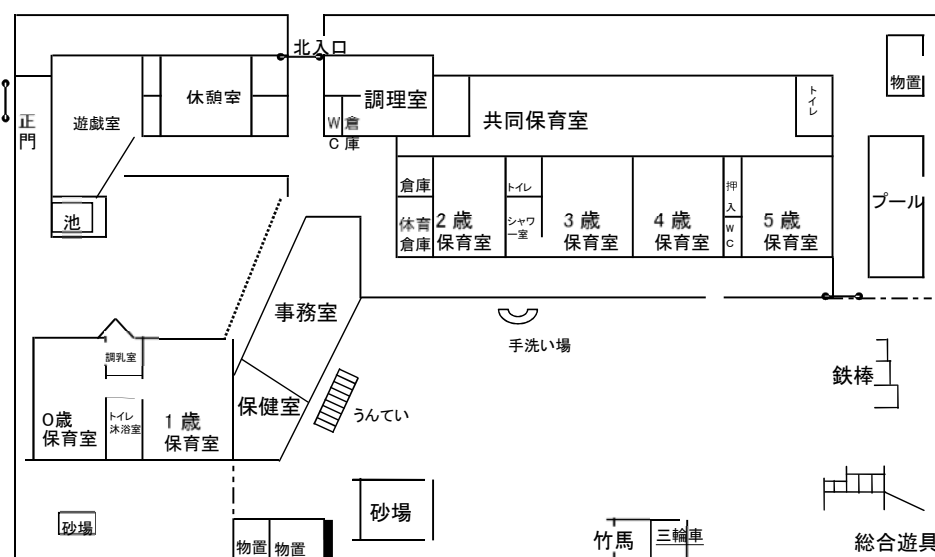 北入口
物置
正
門
遊戯室
休憩室
調理室
W
C
倉
庫
共同保育室
トイレ
プール
池
倉庫
体育
倉庫
2 歳
保育室
トイレ
シャワ
ー室
3 歳
保育室
4 歳
保育室
押
入
W
C
5 歳
保育室
事務室
手洗い場
調乳室
鉄棒
0歳
保育室
トイレ
沐浴室
1 歳
保育室
保健室
うんてい
砂場
砂場
物置
物置
竹馬
三輪車
総合遊具